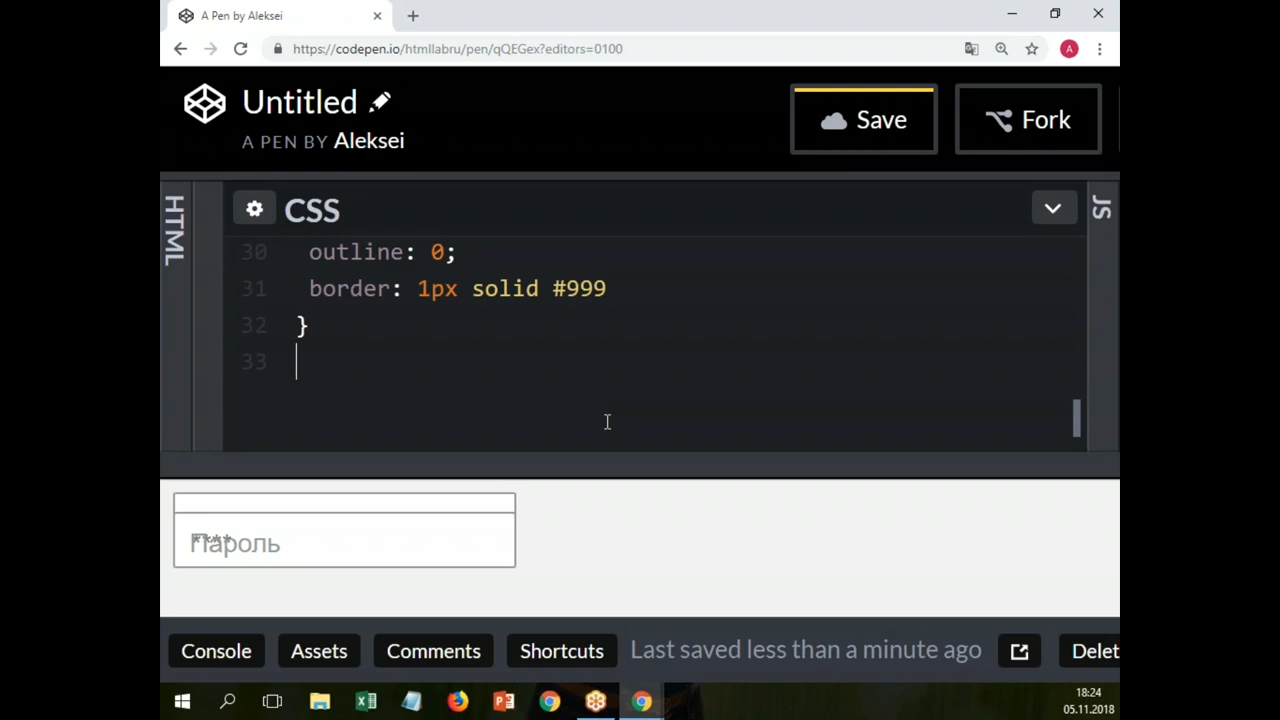 A Pen by Aleksei
https://codepen.io/htmllabru/pen/qQEGex?editors=0100
A
Untitled
A PEN BY Aleksei
Save
Fork
HTML
CSS
JS
30 outline: 0;
31 border: 1px solid #999
32 }
33
****
Пароль
Console
Assets
Comments
Shortcuts
Last saved less than a minute ago
Delet
18:24
05.11.2018